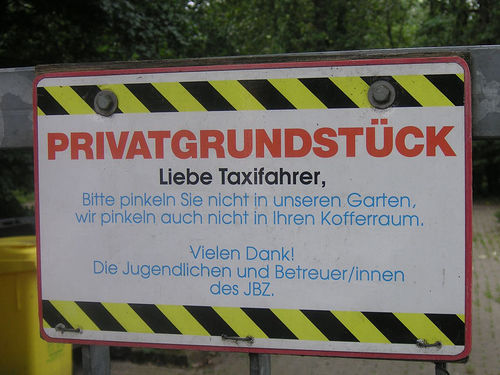 PRIVATGRUNDSTÜCK
Liebe Taxifahrer,
Bitte pinkeln Sie nicht in unseren Garten,
wir pinkeln auch nicht in Ihren Kofferraum.
Vielen Dank!
Die Jugendlichen und Betreuer/innen
des JBZ.